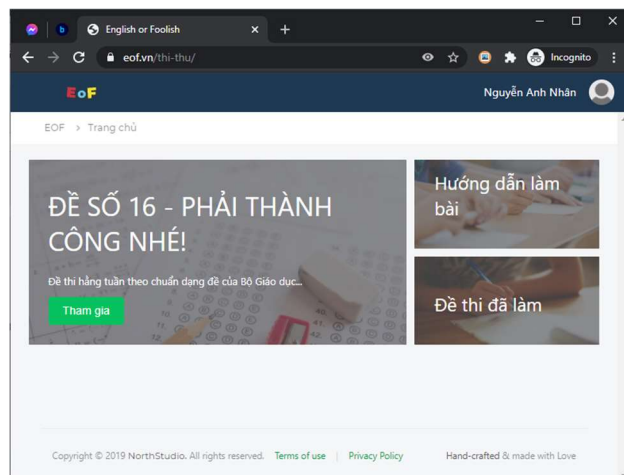 English or Foolish
eof.vn/thi-thu/
Incognito
EoF
Nguyễn Anh Nhân
EOF > Trang chủ
ĐỀ SỐ 16 - PHẢI THÀNH
CÔNG NHÉ!
Đề thi hằng tuần theo chuẩn dạng đề của Bộ Giáo dục...
Tham gia
Hướng dẫn làm
bài
Đề thi đã làm
Copyright © 2019 NorthStudio. All rights reserved. Terms of use | Privacy Policy
Hand-crafted & made with Love